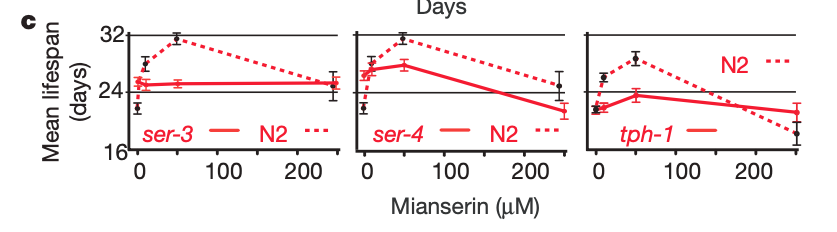 Days
c
Mean lifespan
(days)
32
24
16
ser-3 N2
0 100 200
ser-4 N2
0 100 200
N2
tph-1
0 100 200
Mianserin (μM)